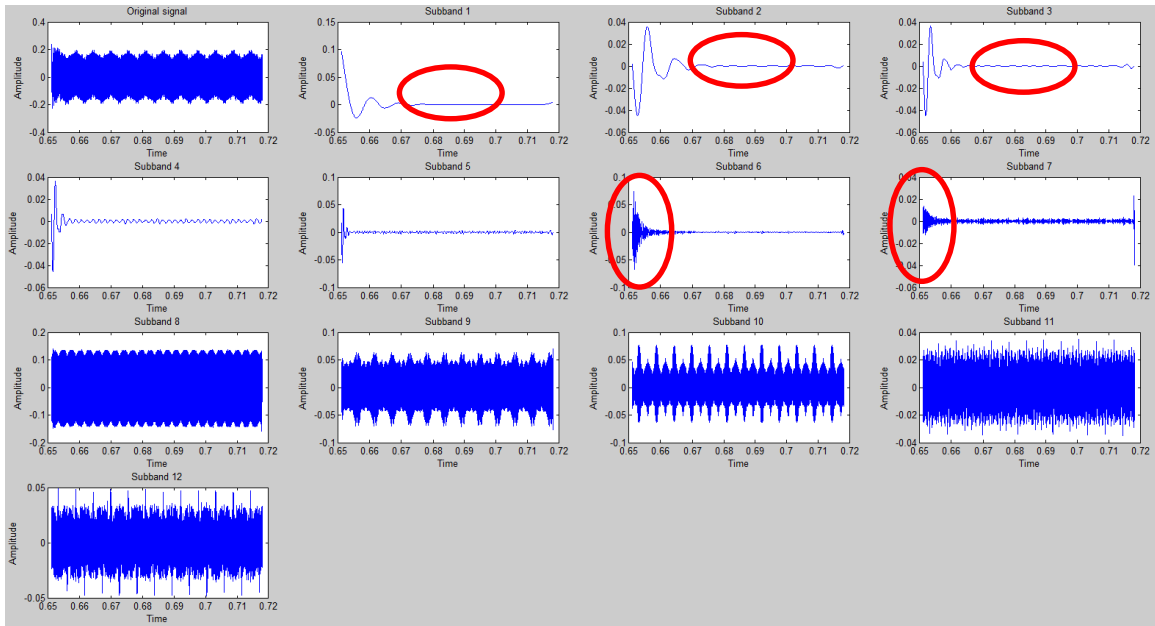 Original signal
Subband 1
Subband 2
Subband 3
0.4
0.2
0
-0.2
-0.4
Amplitude
0.65 0.66 0.67 0.68 0.69 0.7 0.71 0.72
Time
0.15
0.1
0.05
0
-0.05
Amplitude
0.65 0.66 0.67 0.68 0.69 0.7 0.71 0.72
Time
0.04
0.02
0
-0.02
-0.04
-0.06
Amplitude
0.65 0.66 0.67 0.68 0.69 0.7 0.71 0.72
Time
0.04
0.02
0
-0.02
-0.04
-0.06
Amplitude
0.65 0.66 0.67 0.68 0.69 0.7 0.71 0.72
Time
Subband 4
Subband 5
Subband 6
Subband 7
0.04
0.02
0
-0.02
-0.04
-0.06
Amplitude
0.65 0.66 0.67 0.68 0.69 0.7 0.71 0.72
Time
0.1
0.05
0
-0.05
-0.1
Amplitude
0.65 0.66 0.67 0.68 0.69 0.7 0.71 0.72
Time
0.1
0.05
0
-0.05
-0.1
Amplitude
0.65 0.66 0.67 0.68 0.69 0.7 0.71 0.72
Time
0.04
0.02
0
-0.02
-0.04
-0.06
Amplitude
0.65 0.66 0.67 0.68 0.69 0.7 0.71 0.72
Time
Subband 8
Subband 9
Subband 10
Subband 11
0.2
0.1
0
-0.1
-0.2
Amplitude
0.65 0.66 0.67 0.68 0.69 0.7 0.71 0.72
Time
0.1
0.05
0
-0.05
-0.1
Amplitude
0.65 0.66 0.67 0.68 0.69 0.7 0.71 0.72
Time
0.1
0.05
0
-0.05
-0.1
Amplitude
0.65 0.66 0.67 0.68 0.69 0.7 0.71 0.72
Time
0.04
0.02
0
-0.02
-0.04
Amplitude
0.65 0.66 0.67 0.68 0.69 0.7 0.71 0.72
Time
Subband 12
0.05
0
-0.05
Amplitude
0.65 0.66 0.67 0.68 0.69 0.7 0.71 0.72
Time